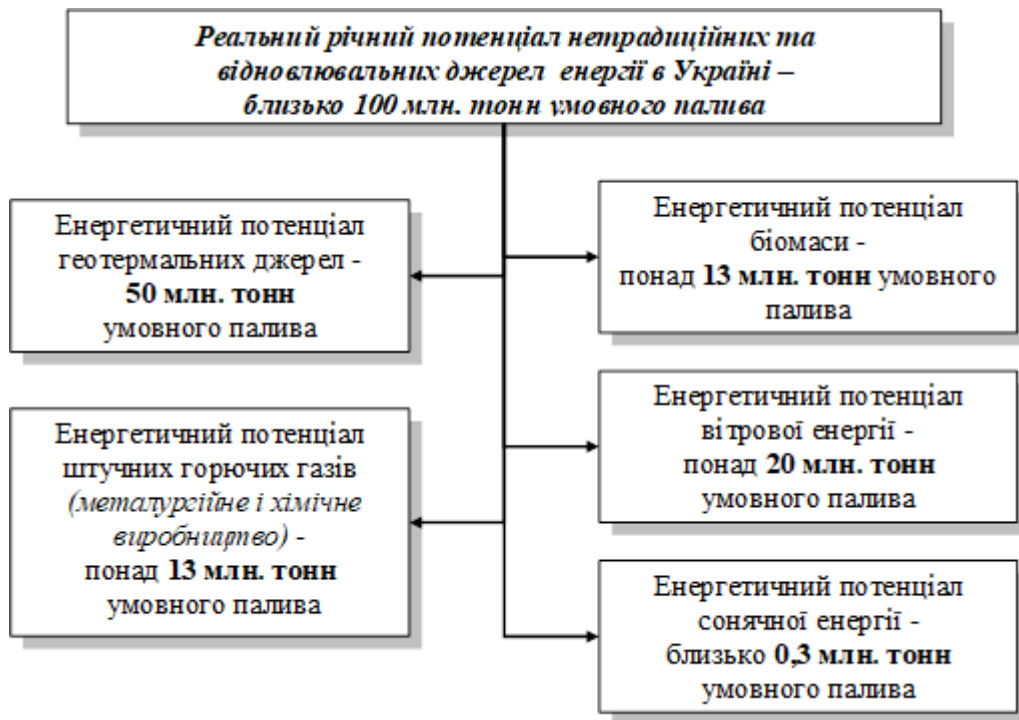 Реальний річний потенціал нетрадиційних та
відновлювальних джерел енергії в Україні –
близько 100 млн. тонн умовного палива
Енергетичний потенціал
геотермальних джерел -
50 млн. тонн
умовного палива
Енергетичний потенціал
штучних горючих газів
(металургійне і хімічне
виробництво) -
понад 13 млн. тонн
умовного палива
Енергетичний потенціал
біомаси -
понад 13 млн. тонн умовного
палива
Енергетичний потенціал
вітрової енергії -
понад 20 млн. тонн
умовного палива
Енергетичний потенціал
сонячної енергії -
близько 0,3 млн. тонн
умовного палива